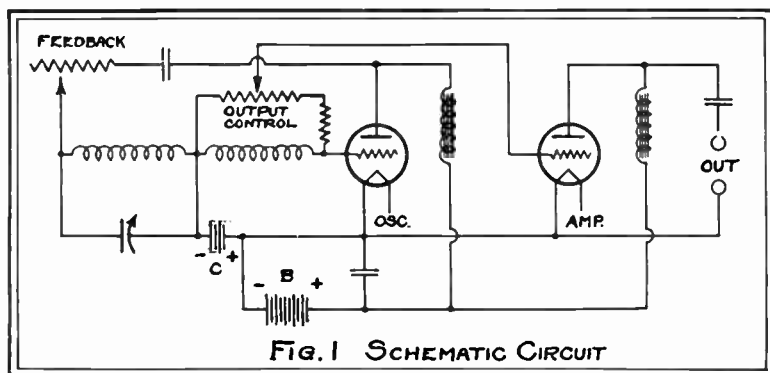 FEEDBACK
OUTPUT
CONTROL
OSC.
AMP.
OUT
- C +
- B +
FIG. 1 SCHEMATIC CIRCUIT